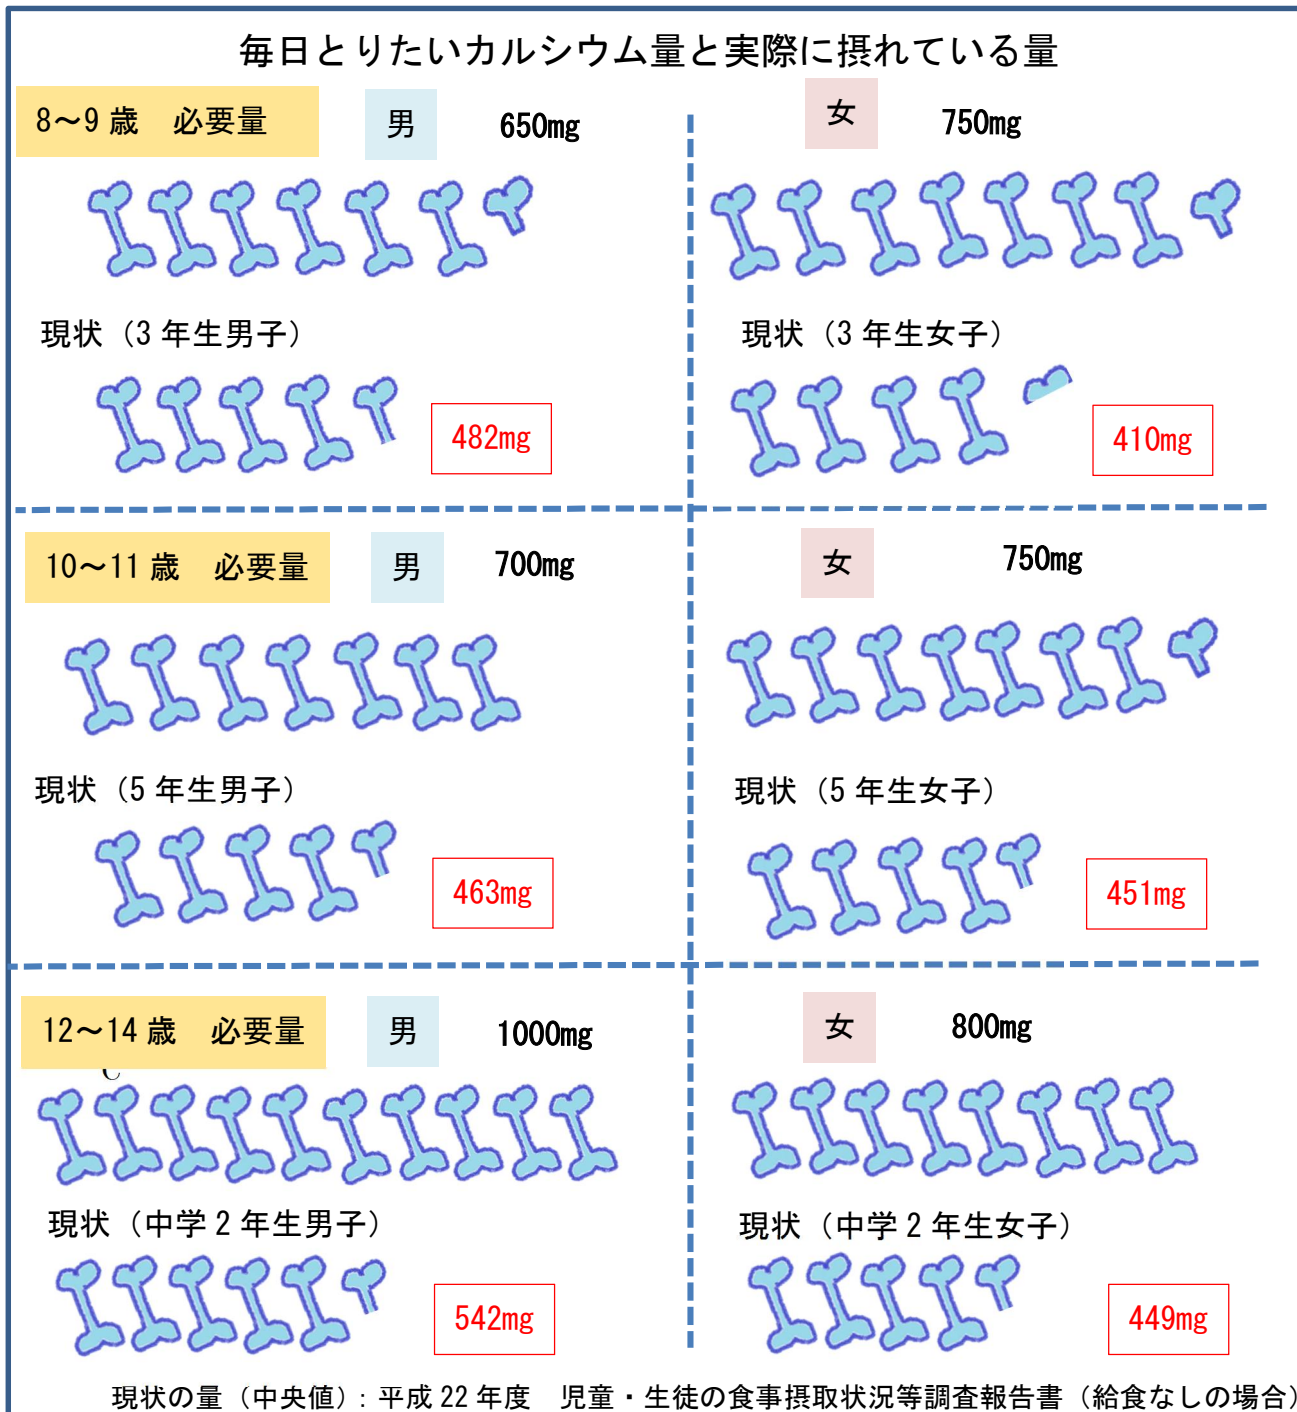 毎日とりたいカルシウム量と実際に摂れている量
8～9歳　必要量　男　650mg　女　750mg
現状（3年生男子）　現状（3年生女子）
482mg　410mg
10～11歳　必要量　男　700mg　女　750mg
現状（5年生男子）　現状（5年生女子）
463mg　451mg
12～14歳　必要量　男　1000mg　女　800mg
現状（中学2年生男子）　現状（中学2年生女子）
542mg　449mg
現状の量（中央値）：平成22年度　児童・生徒の食事摂取状況等調査報告書（給食なしの場合）